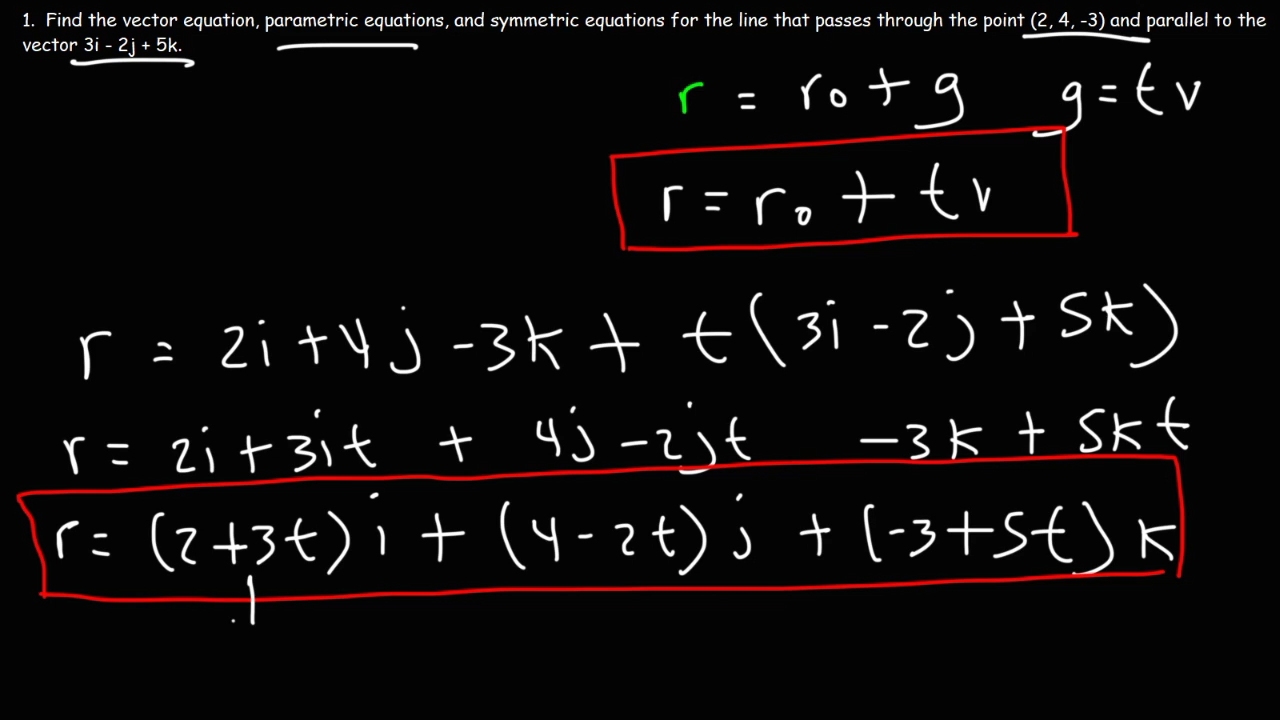 1. Find the vector equation, parametric equations, and symmetric equations for the line that passes through the point (2, 4, -3) and parallel to the
vector 3i - 2j + 5k.
r = r₀ + g g = t v
r = r₀ + t v
r = 2i + 4j - 3k + t (3i - 2j + 5k)
r = 2i + 3it + 4j - 2jt - 3k + 5kt
r = (2 + 3t) i + (4 - 2t) j + (-3 + 5t) k